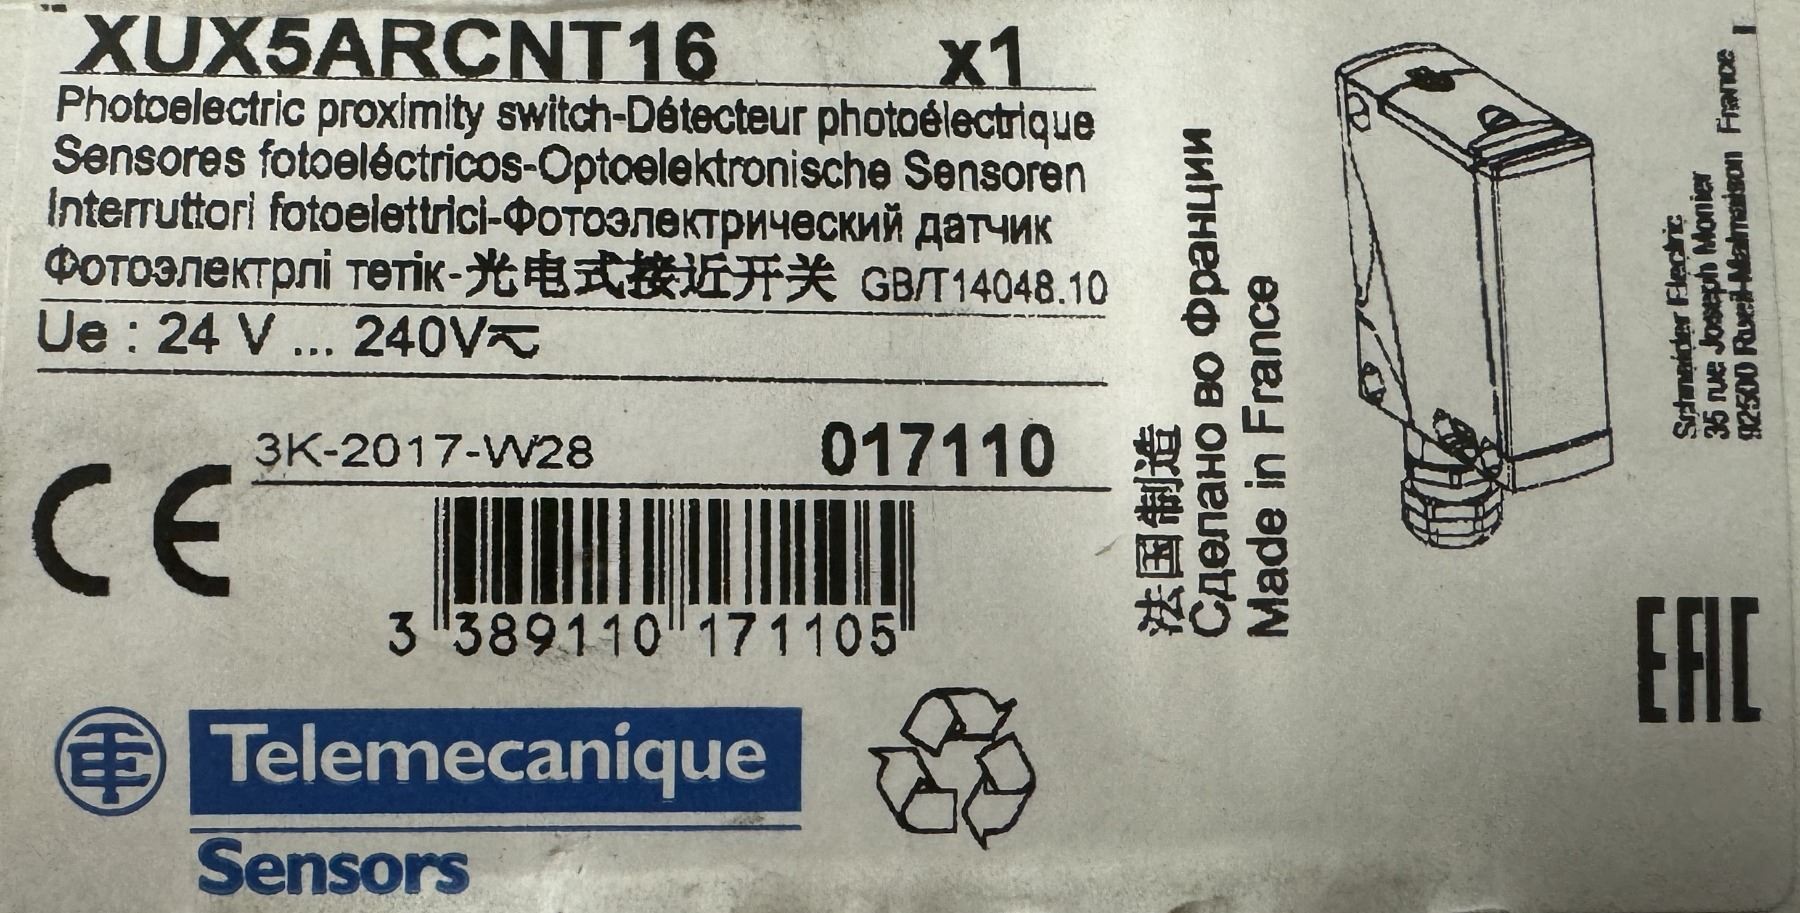 XUX5ARCNT16 x1
Photoelectric proximity switch-Détecteur photoélectrique
Sensores fotoeléctricos-Optoelektronische Sensoren
Interruttori fotoelettrici-Фотоэлектрический датчик
Фотоэлектрлі тетік-光电式接近开关 GB/T14048.10
Ue : 24 V ... 240V
3K-2017-W28 017110
CE
3 389110 171105
Telemecanique
Sensors
法国制造
Сделано во Франции
Made in France
Schneider Electric
35 rue Joseph Monier
92500 Rueil-Malmaison France
EAC